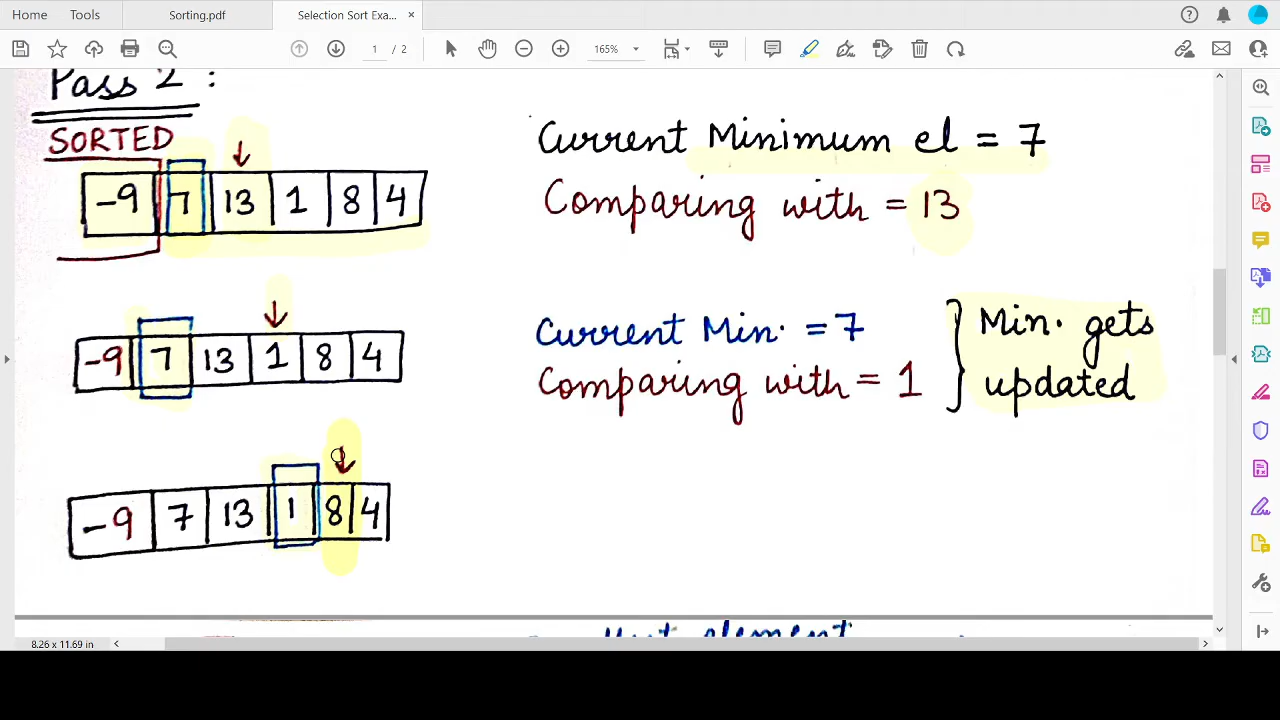 Home Tools Sorting.pdf Selection Sort Exa... ×
1 / 2 165%
Pass 2 :
SORTED
-9 7 13 1 8 4
Current Minimum el = 7
Comparing with = 13
-9 7 13 1 8 4
Current Min. = 7
Comparing with = 1
Min. gets
updated
-9 7 13 1 8 4
element
8.26 x 11.69 in